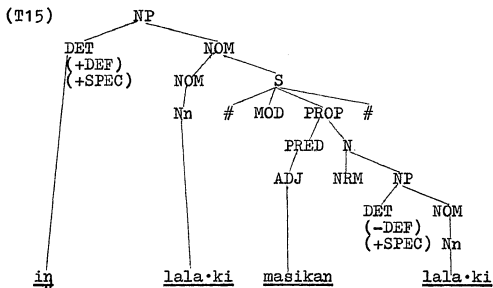 (T15) NP
DET NOM
(+DEF)
(+SPEC) NOM S
Nn # MOD PROP #
PRED N
ADJ NRM NP
DET NOM
(-DEF)
(+SPEC) Nn
in lala·ki masikan lala·ki